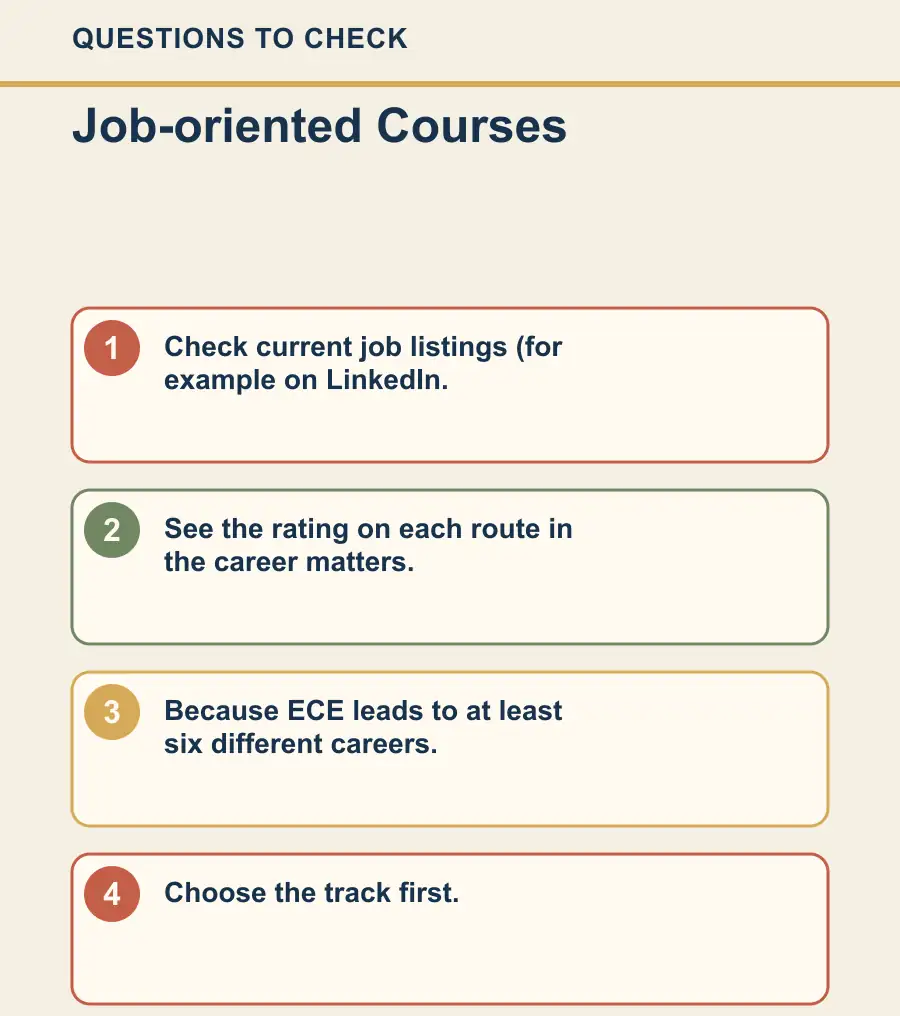 QUESTIONS TO CHECK
Job-oriented Courses
1
Check current job listings (for
example on LinkedIn.
2
See the rating on each route in
the career matters.
3
Because ECE leads to at least
six different careers.
4
Choose the track first.